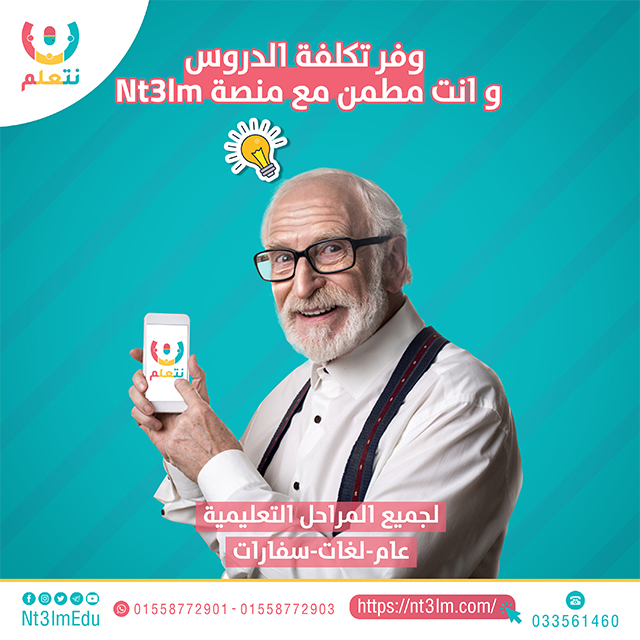 نتعلم
وفر تكلفة الدروس
و انت مطمن مع منصة Nt3lm
نتعلم
لجميع المراحل التعليمية
عام-لغات-سفارات
Nt3lmEdu
01558772901 - 01558772903
https://nt3lm.com/
033561460